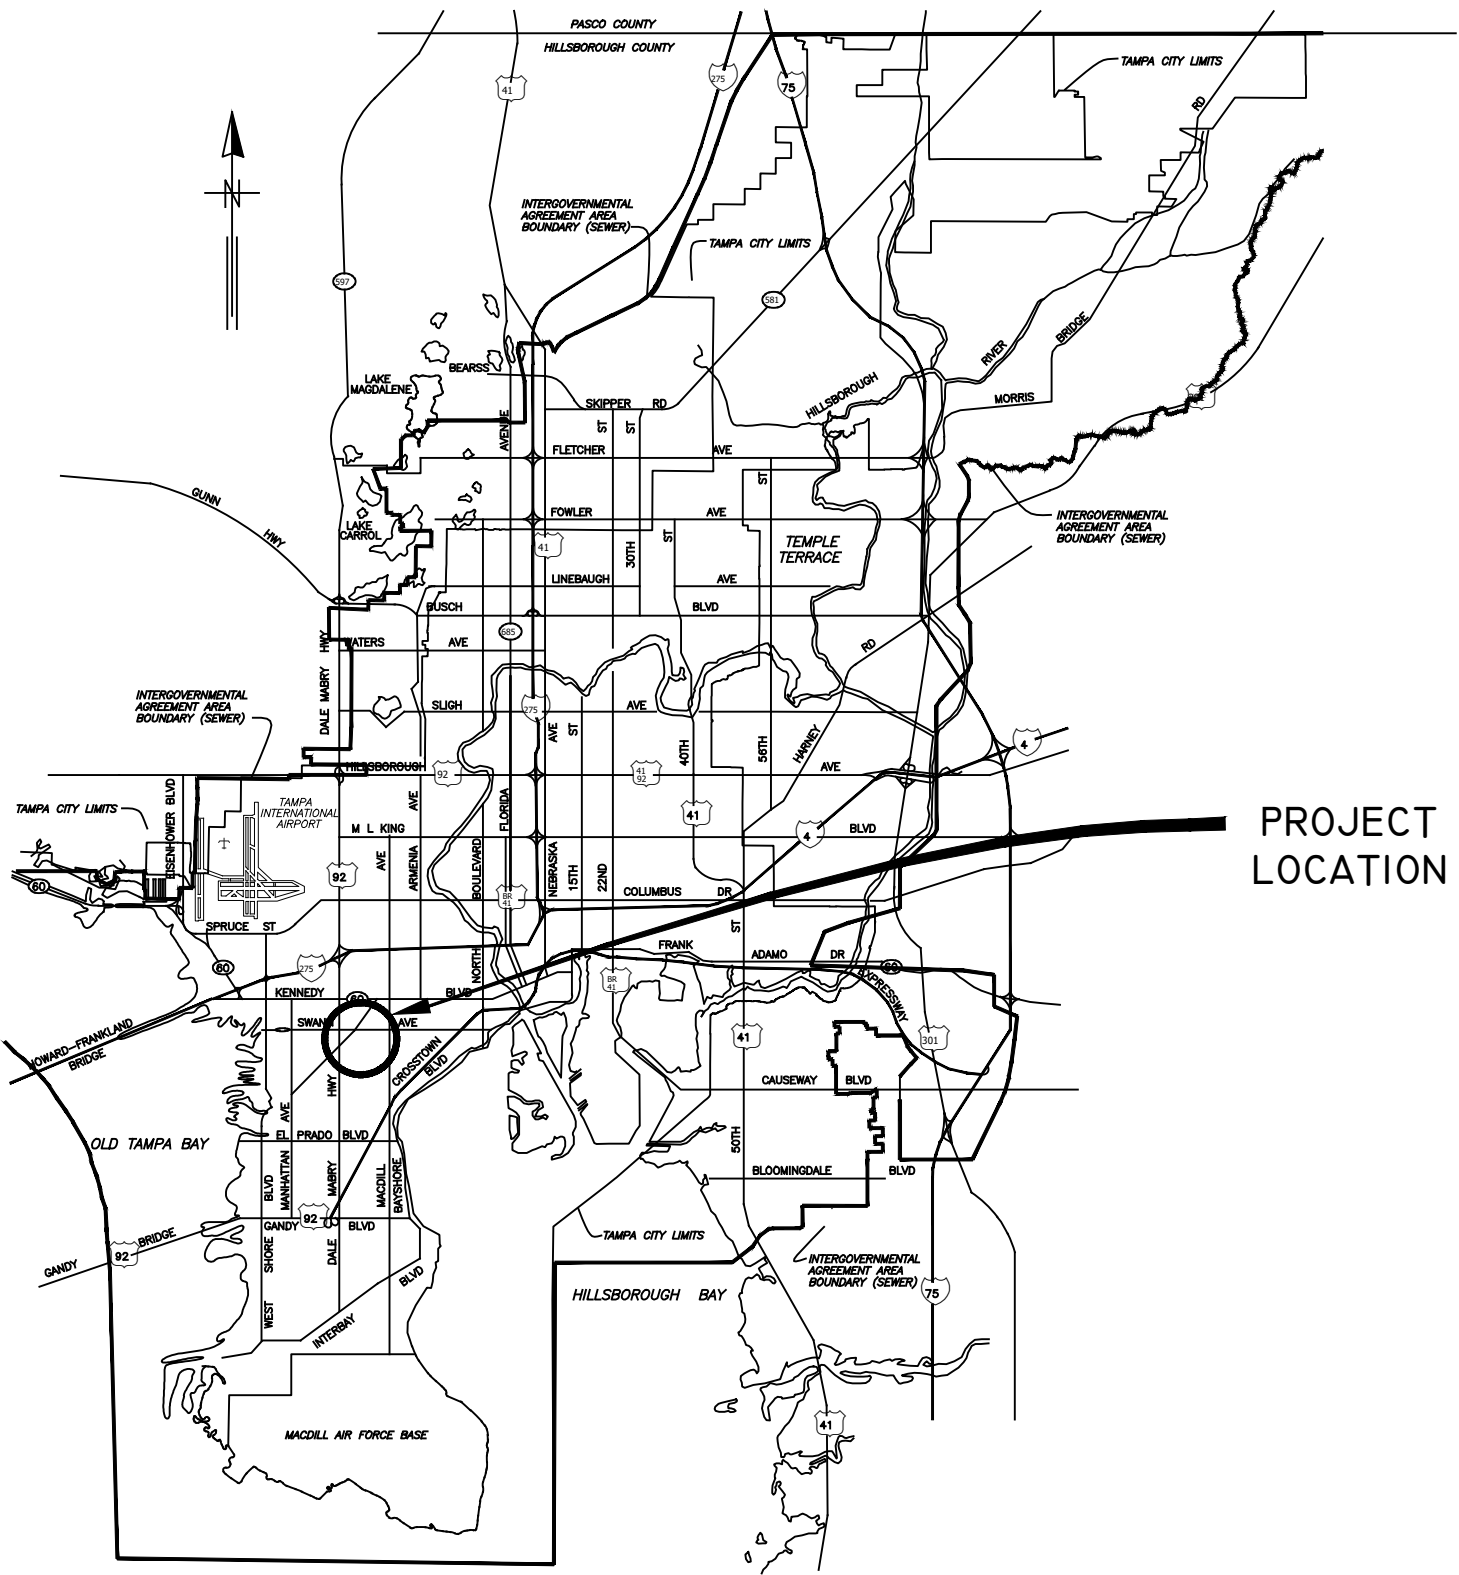 PASCO COUNTY
HILLSBOROUGH COUNTY
TAMPA CITY LIMITS
41
275
75
RD
N
INTERGOVERNMENTAL
AGREEMENT AREA
BOUNDARY (SEWER)
TAMPA CITY LIMITS
597
581
BRIDGE
RIVER
BEARSS
LAKE
MAGDALENE
HILLSBOROUGH
MORRIS
SKIPPER RD
AVENUE
ST
ST
FLETCHER AVE
ST
GUNN
HWY
LAKE
CARROL
FOWLER AVE
INTERGOVERNMENTAL
AGREEMENT AREA
BOUNDARY (SEWER)
41
30TH
ST
TEMPLE
TERRACE
LINEBAUGH AVE
BUSCH BLVD
685
WATERS AVE
HWY
RD
DALE MABRY
INTERGOVERNMENTAL
AGREEMENT AREA
BOUNDARY (SEWER)
SLIGH AVE
275
AVE
ST
40TH
56TH
HARNEY
4
HILLSBOROUGH AVE
92
41
92
EISENHOWER BLVD
TAMPA CITY LIMITS
TAMPA
INTERNATIONAL
AIRPORT
AVE
FLORIDA
41
M L KING BLVD
4
PROJECT
LOCATION
AVE
ARMENIA
BOULEVARD
NEBRASKA
15TH
22ND
92
60
BR
41
COLUMBUS DR
SPRUCE ST
ST
FRANK
ADAMO DR
60
275
NORTH
60
BR
41
EXPRESSWAY
KENNEDY BLVD
60
SWANN AVE
HOWARD-FRANKLAND
BRIDGE
CROSSTOWN
BLVD
41
301
HWY
CAUSEWAY BLVD
AVE
OLD TAMPA BAY
EL PRADO BLVD
50TH
MANHATTAN
MABRY
MACDILL
BAYSHORE
BLOOMINGDALE BLVD
BLVD
92
GANDY BLVD
GANDY
BRIDGE
92
TAMPA CITY LIMITS
SHORE
DALE
BLVD
INTERGOVERNMENTAL
AGREEMENT AREA
BOUNDARY (SEWER)
HILLSBOROUGH BAY
75
WEST
INTERBAY
MACDILL AIR FORCE BASE
41